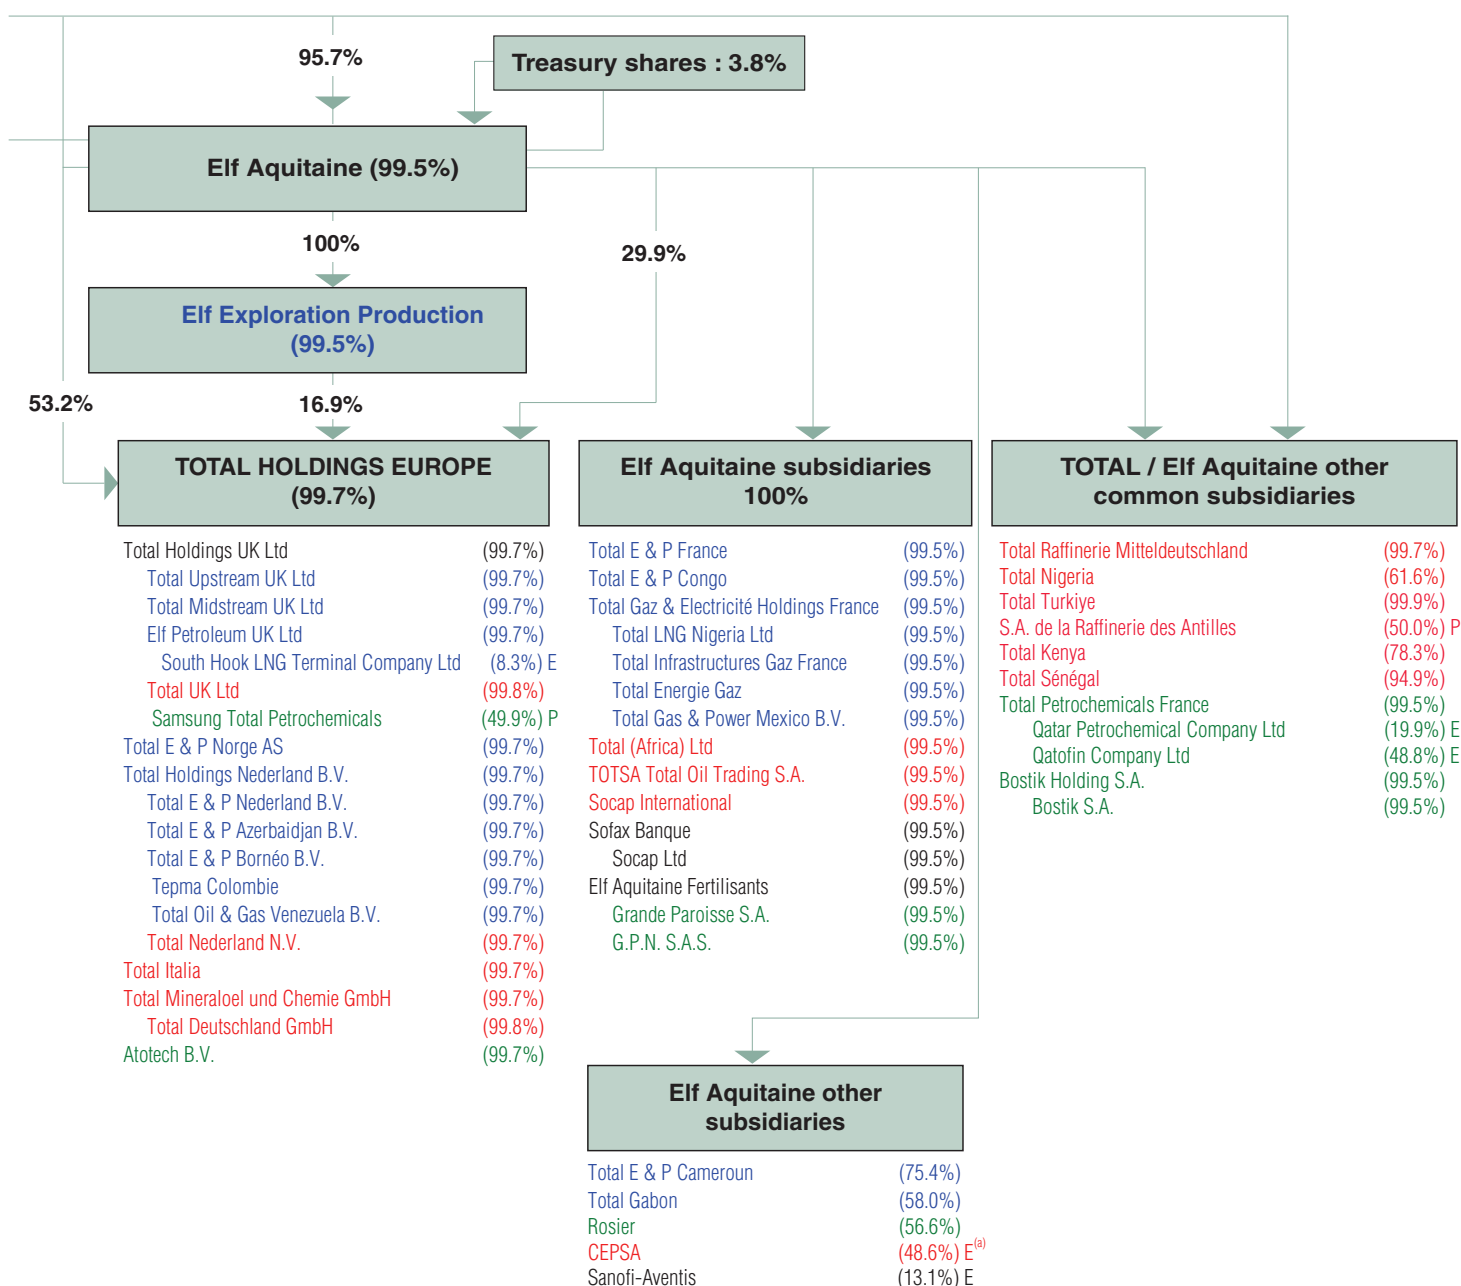 95.7%
Treasury shares : 3.8%
Elf Aquitaine (99.5%)
100%
29.9%
Elf Exploration Production
(99.5%)
53.2%
16.9%
TOTAL HOLDINGS EUROPE
(99.7%)
Total Holdings UK Ltd (99.7%)
Total Upstream UK Ltd (99.7%)
Total Midstream UK Ltd (99.7%)
Elf Petroleum UK Ltd (99.7%)
South Hook LNG Terminal Company Ltd (8.3%) E
Total UK Ltd (99.8%)
Samsung Total Petrochemicals (49.9%) P
Total E & P Norge AS (99.7%)
Total Holdings Nederland B.V. (99.7%)
Total E & P Nederland B.V. (99.7%)
Total E & P Azerbaidjan B.V. (99.7%)
Total E & P Bornéo B.V. (99.7%)
Tepma Colombie (99.7%)
Total Oil & Gas Venezuela B.V. (99.7%)
Total Nederland N.V. (99.7%)
Total Italia (99.7%)
Total Mineraloel und Chemie GmbH (99.7%)
Total Deutschland GmbH (99.8%)
Atotech B.V. (99.7%)
Elf Aquitaine subsidiaries
100%
Total E & P France (99.5%)
Total E & P Congo (99.5%)
Total Gaz & Electricité Holdings France (99.5%)
Total LNG Nigeria Ltd (99.5%)
Total Infrastructures Gaz France (99.5%)
Total Energie Gaz (99.5%)
Total Gas & Power Mexico B.V. (99.5%)
Total (Africa) Ltd (99.5%)
TOTSA Total Oil Trading S.A. (99.5%)
Socap International (99.5%)
Sofax Banque (99.5%)
Socap Ltd (99.5%)
Elf Aquitaine Fertilisants (99.5%)
Grande Paroisse S.A. (99.5%)
G.P.N. S.A.S. (99.5%)
TOTAL / Elf Aquitaine other
common subsidiaries
Total Raffinerie Mitteldeutschland (99.7%)
Total Nigeria (61.6%)
Total Turkiye (99.9%)
S.A. de la Raffinerie des Antilles (50.0%) P
Total Kenya (78.3%)
Total Sénégal (94.9%)
Total Petrochemicals France (99.5%)
Qatar Petrochemical Company Ltd (19.9%) E
Qatofin Company Ltd (48.8%) E
Bostik Holding S.A. (99.5%)
Bostik S.A. (99.5%)
Elf Aquitaine other
subsidiaries
Total E & P Cameroun (75.4%)
Total Gabon (58.0%)
Rosier (56.6%)
CEPSA (48.6%) E(a)
Sanofi-Aventis (13.1%) E